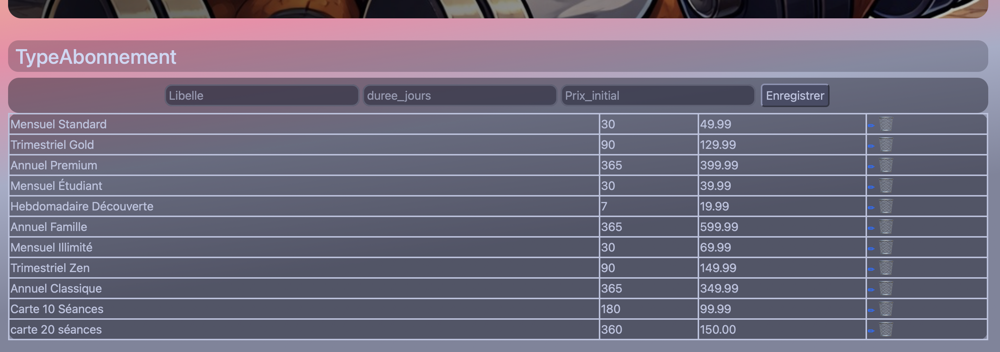 TypeAbonnement
Libelle duree_jours Prix_initial Enregistrer
Mensuel Standard 30 49.99
Trimestriel Gold 90 129.99
Annuel Premium 365 399.99
Mensuel Étudiant 30 39.99
Hebdomadaire Découverte 7 19.99
Annuel Famille 365 599.99
Mensuel Illimité 30 69.99
Trimestriel Zen 90 149.99
Annuel Classique 365 349.99
Carte 10 Séances 180 99.99
carte 20 séances 360 150.00